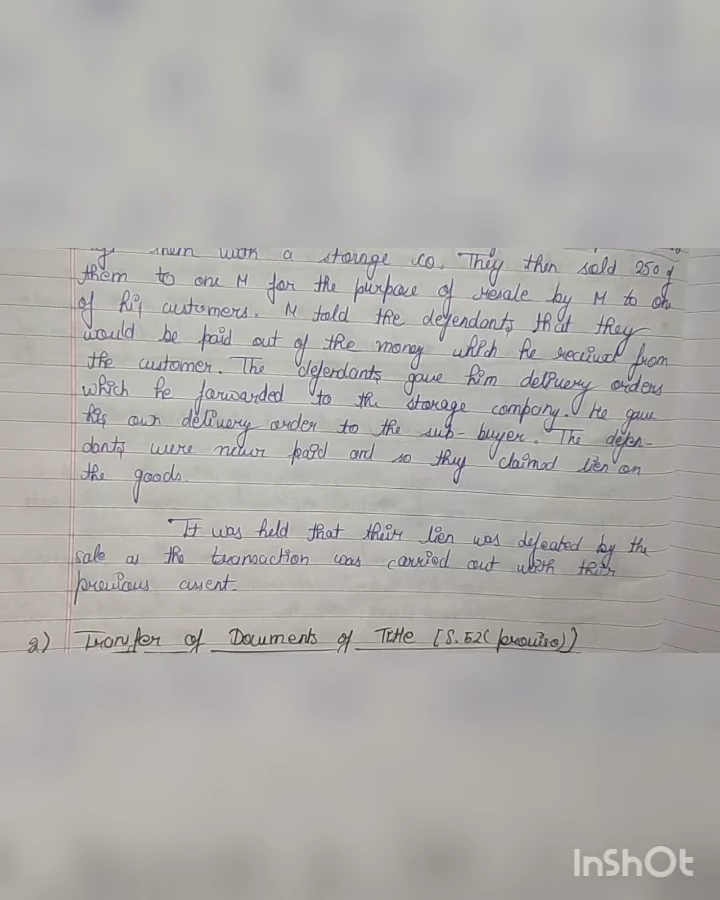 them with a storage co. They then sold 250 of
them to one M for the purpose of resale by M to one
of his customers. M told the defendants that they
would be paid out of the money which he received from
the customer. The defendants gave him delivery orders
which he forwarded to the storage company. He gave
his own delivery order to the sub-buyer. The defen-
dants were never paid and so they claimed lien on
the goods.
It was held that their lien was defeated by the
sale as the transaction was carried out with their
previous assent.
2) Transfer of Documents of Title [S. 52 (proviso)]
InShOt